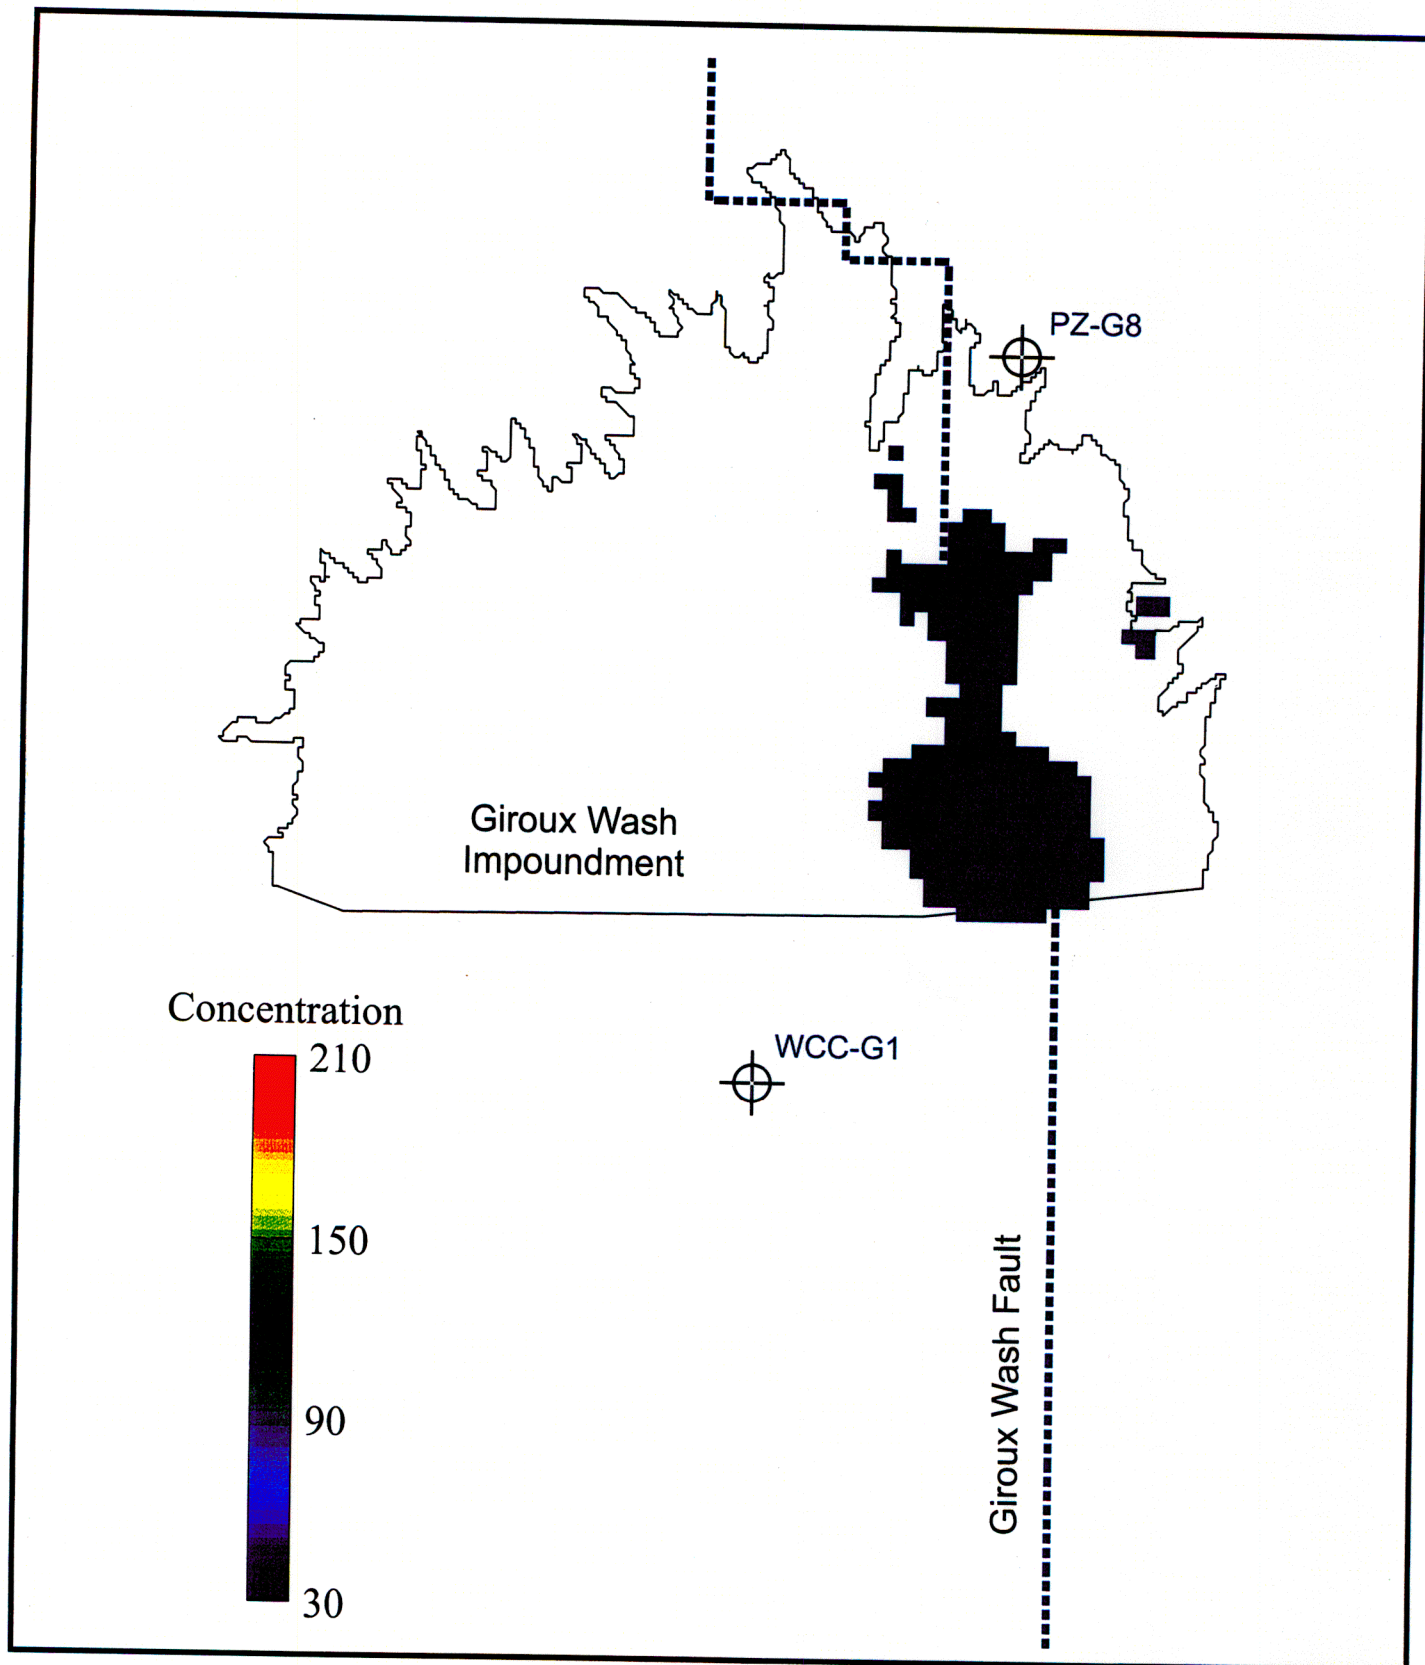 PZ-G8
Giroux Wash
Impoundment
Concentration
210
150
90
30
WCC-G1
Giroux Wash Fault